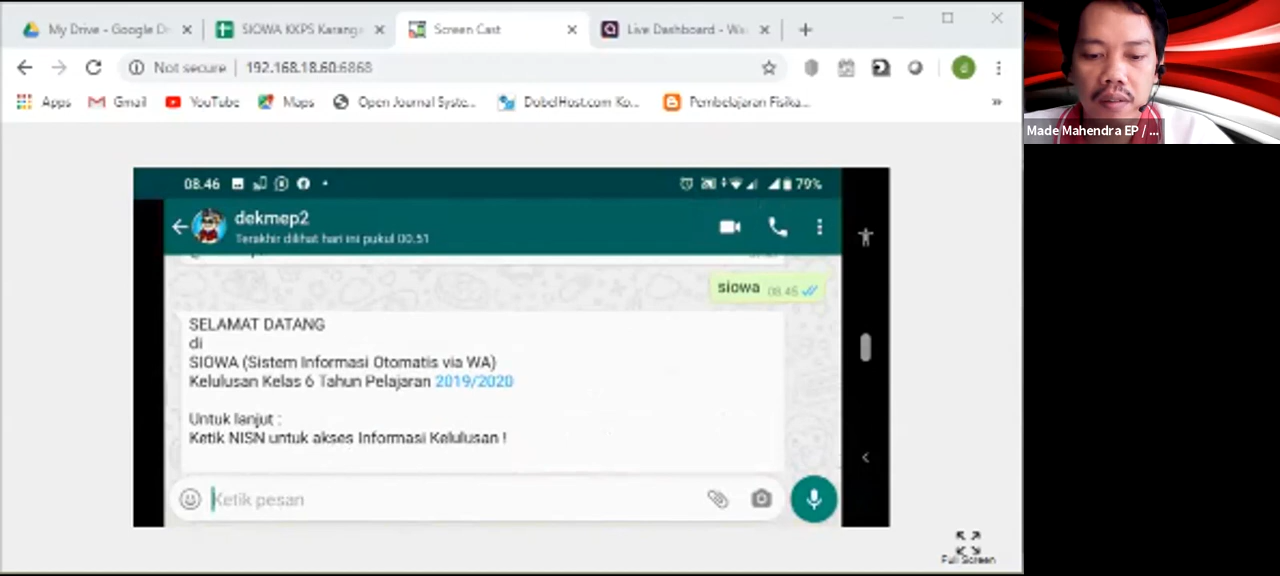 My Drive - Google Dr
SIOWA KKPS Karanga
Screen Cast
Live Dashboard - Wa
Not secure | 192.168.18.60:6868
d
Apps
Gmail
YouTube
Maps
Open Journal Syste...
DobelHost.com Ko...
Pembelajaran Fisika...
Made Mahendra EP / ...
08.46
79%
dekmep2
Terakhir dilihat hari ini pukul 00.51
siowa 08.45
SELAMAT DATANG
di
SIOWA (Sistem Informasi Otomatis via WA)
Kelulusan Kelas 6 Tahun Pelajaran 2019/2020
Untuk lanjut :
Ketik NISN untuk akses Informasi Kelulusan !
Ketik pesan
Full Screen